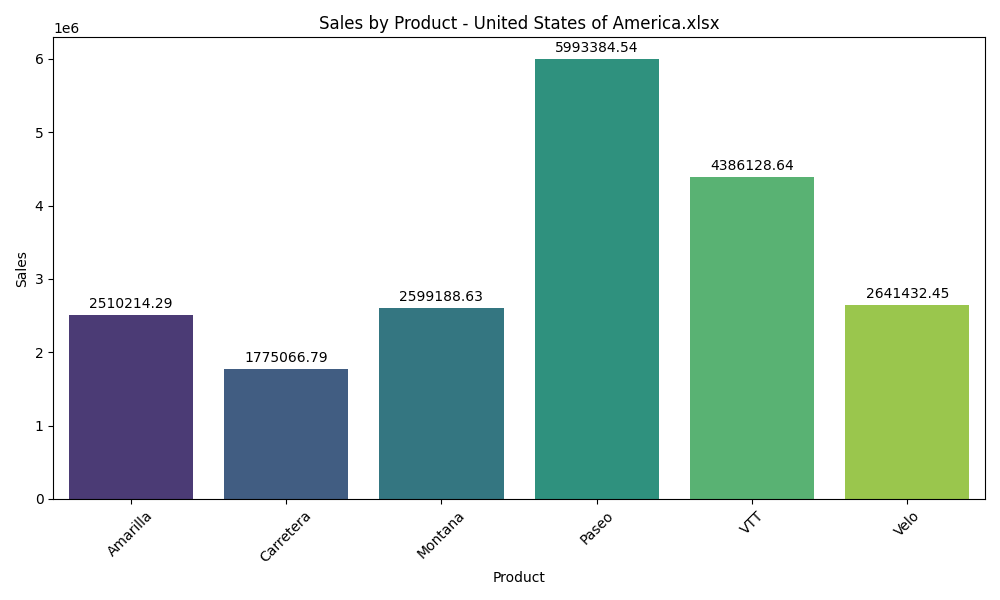 Sales by Product - United States of America.xlsx
1e6
6
5
4
3
2
1
0
Sales
2510214.29
1775066.79
2599188.63
5993384.54
4386128.64
2641432.45
Amarilla
Carretera
Montana
Paseo
VTT
Velo
Product